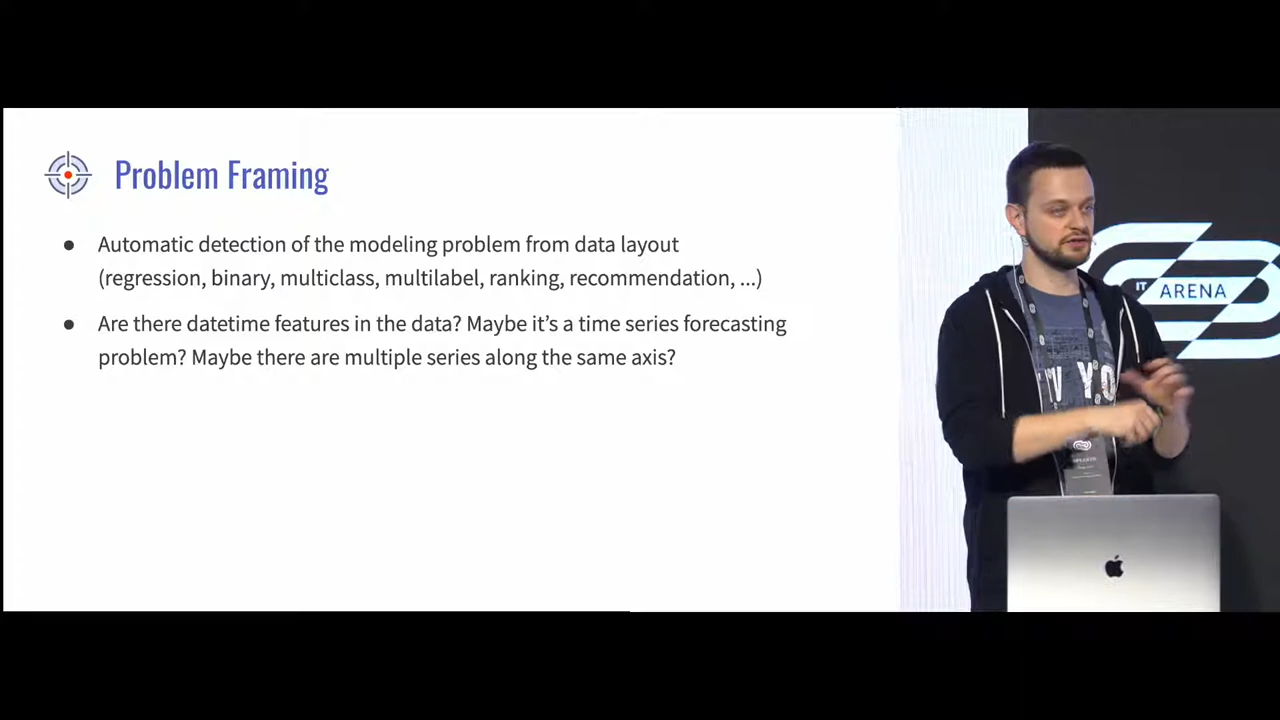 Problem Framing
● Automatic detection of the modeling problem from data layout
(regression, binary, multiclass, multilabel, ranking, recommendation, ...)
● Are there datetime features in the data? Maybe it's a time series forecasting
problem? Maybe there are multiple series along the same axis?
IT ARENA